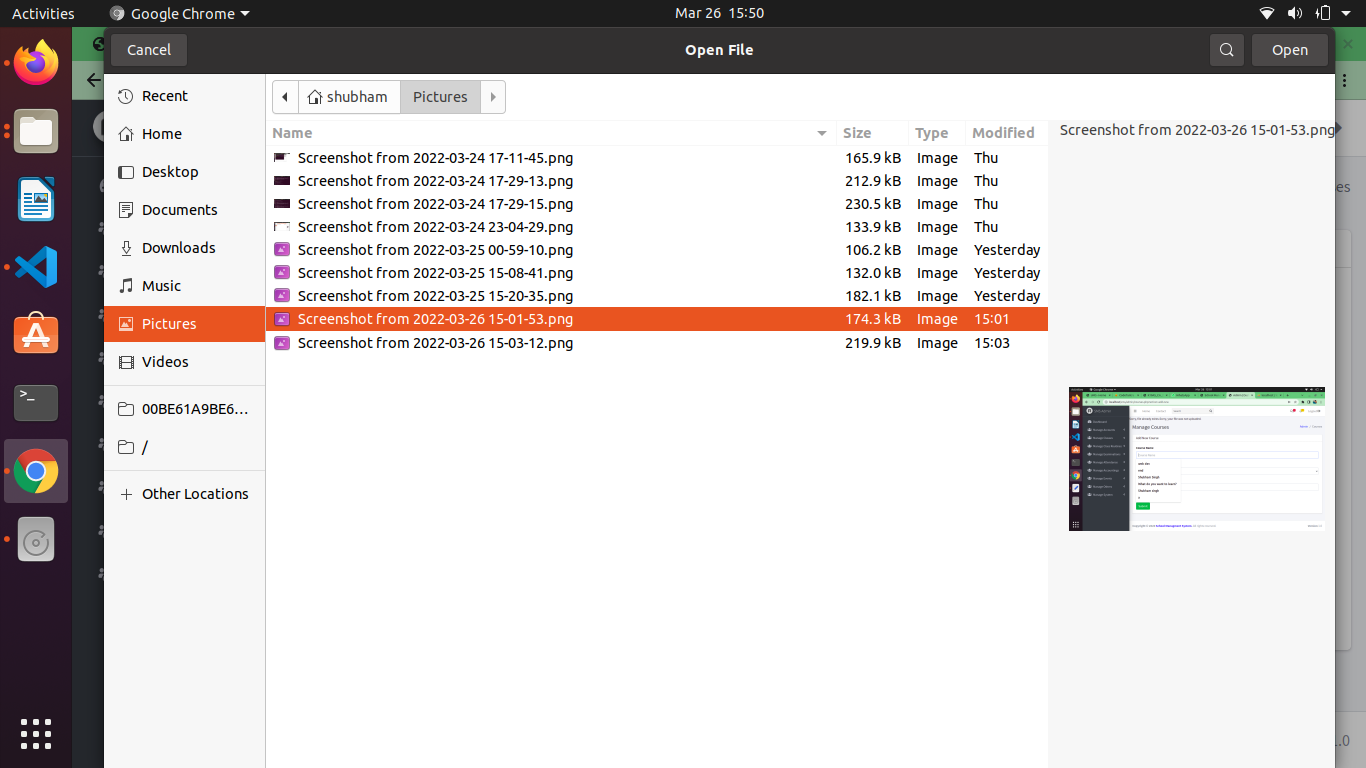 Activities Google Chrome Mar 26 15:50
Cancel Open File Open
Recent
Home
Desktop
Documents
Downloads
Music
Pictures
Videos
00BE61A9BE6…
/
Other Locations
shubham Pictures
Name Size Type Modified
Screenshot from 2022-03-24 17-11-45.png 165.9 kB Image Thu
Screenshot from 2022-03-24 17-29-13.png 212.9 kB Image Thu
Screenshot from 2022-03-24 17-29-15.png 230.5 kB Image Thu
Screenshot from 2022-03-24 23-04-29.png 133.9 kB Image Thu
Screenshot from 2022-03-25 00-59-10.png 106.2 kB Image Yesterday
Screenshot from 2022-03-25 15-08-41.png 132.0 kB Image Yesterday
Screenshot from 2022-03-25 15-20-35.png 182.1 kB Image Yesterday
Screenshot from 2022-03-26 15-01-53.png 174.3 kB Image 15:01
Screenshot from 2022-03-26 15-03-12.png 219.9 kB Image 15:03
Screenshot from 2022-03-26 15-01-53.png
Manage Courses
es
.0